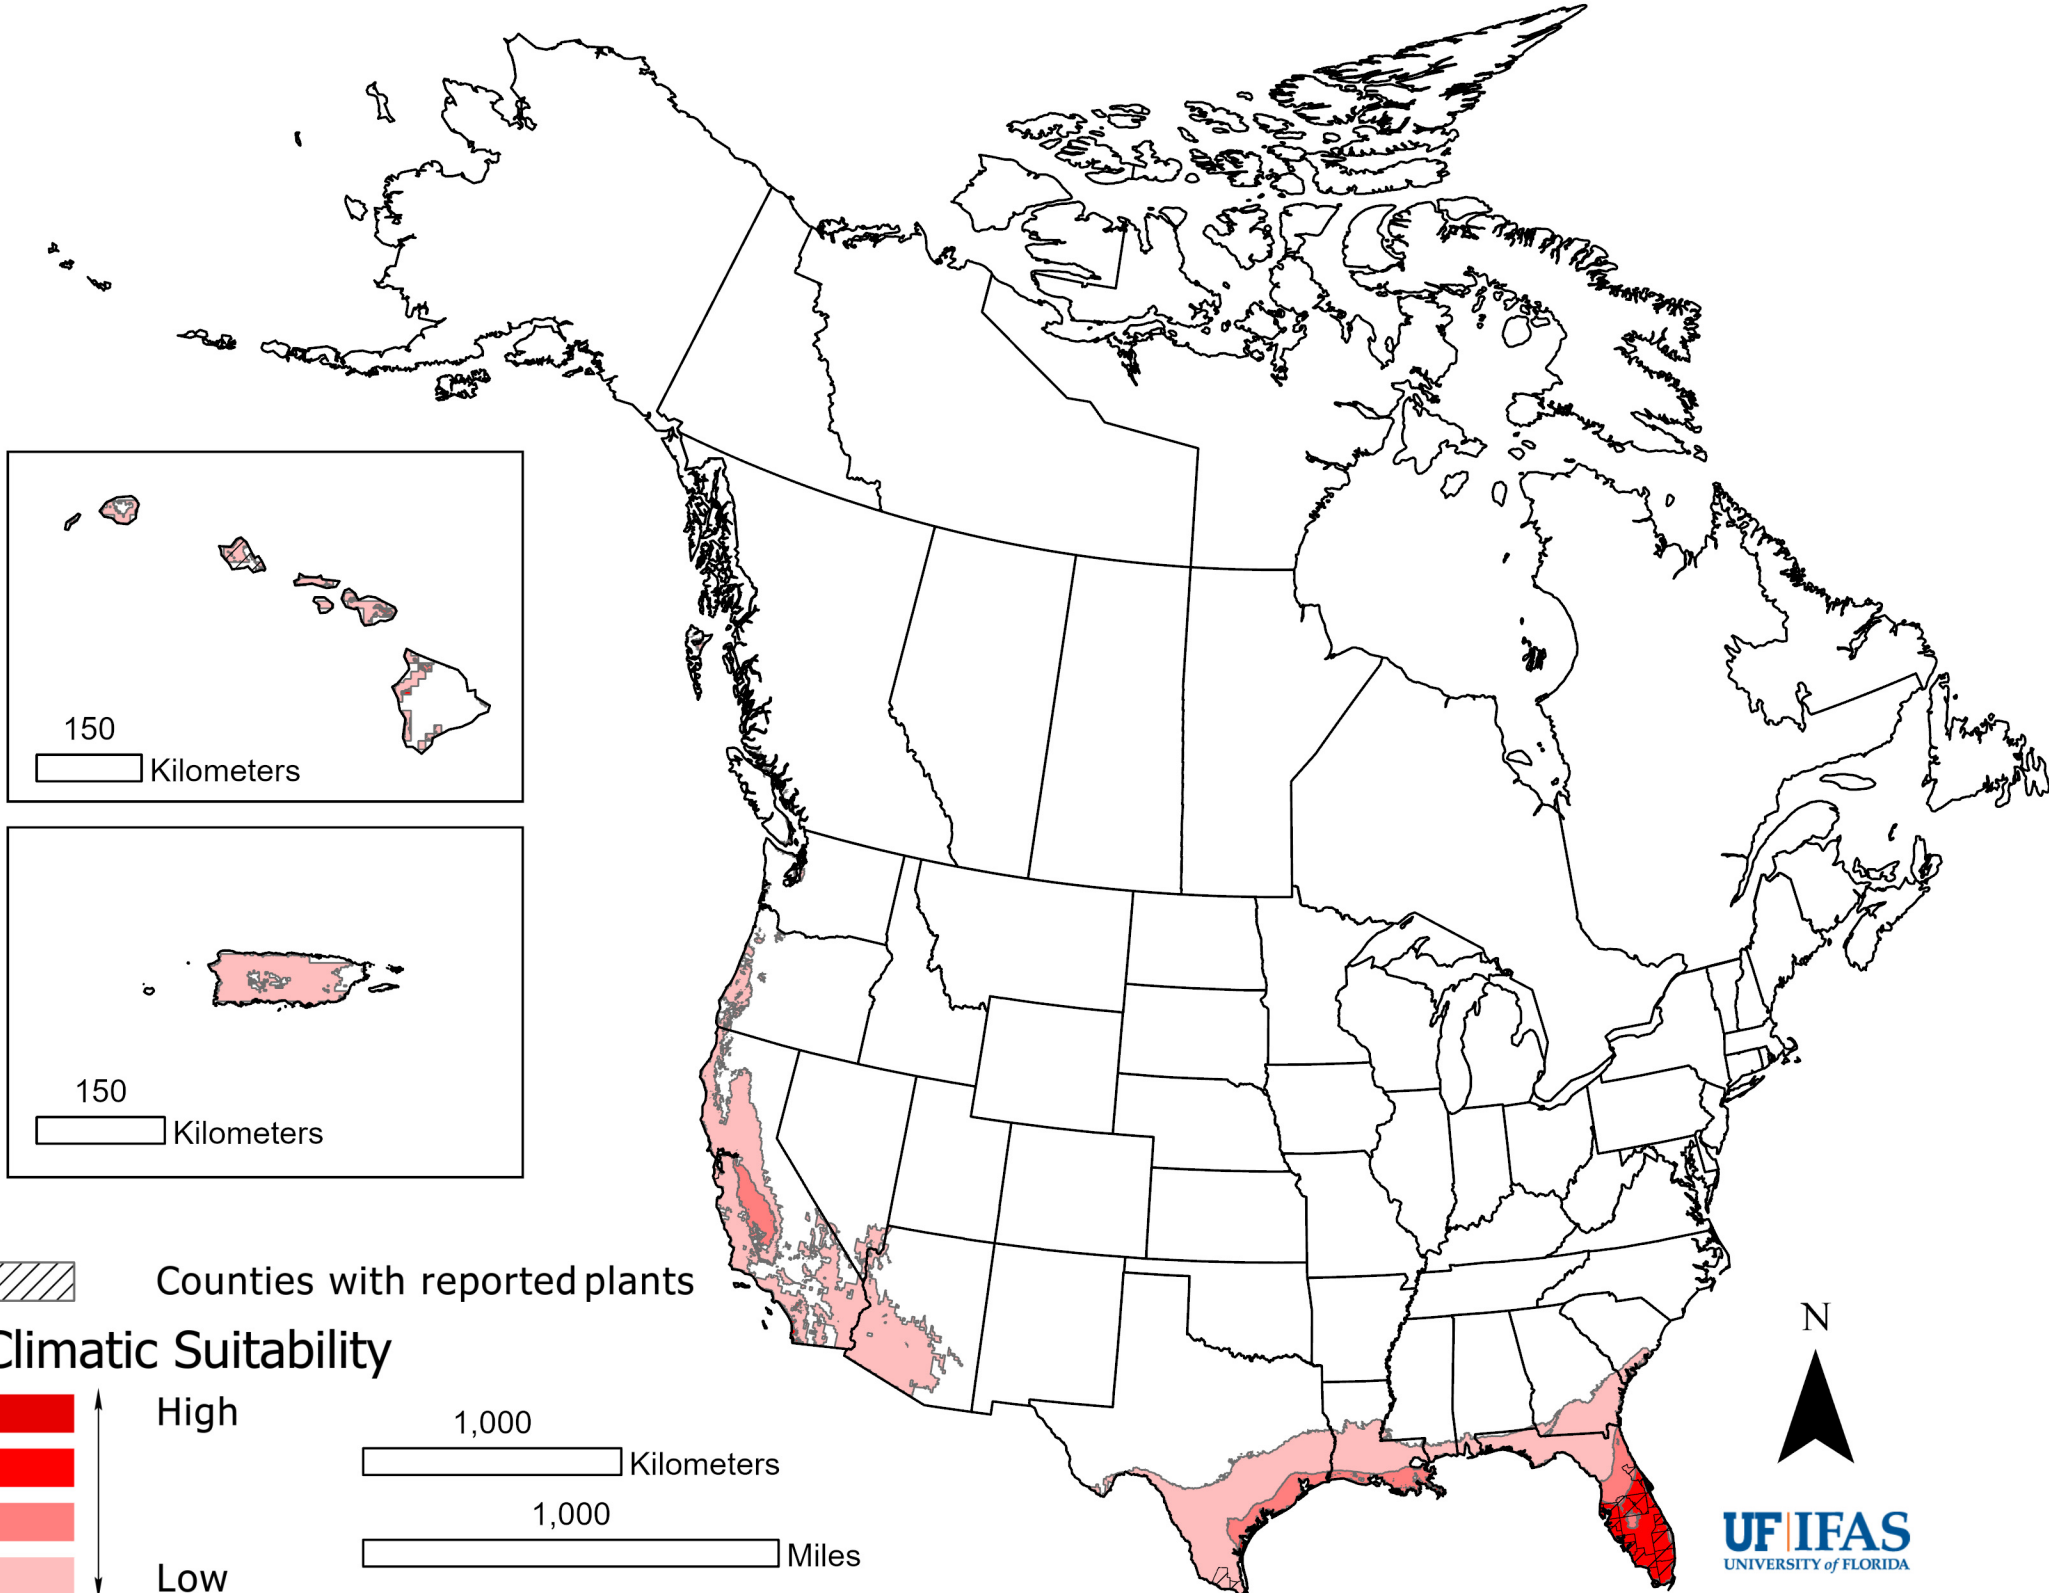 150
Kilometers
150
Kilometers
Counties with reported plants
Climatic Suitability
High
Low
1,000
Kilometers
1,000
Miles
N
UF|IFAS
UNIVERSITY of FLORIDA